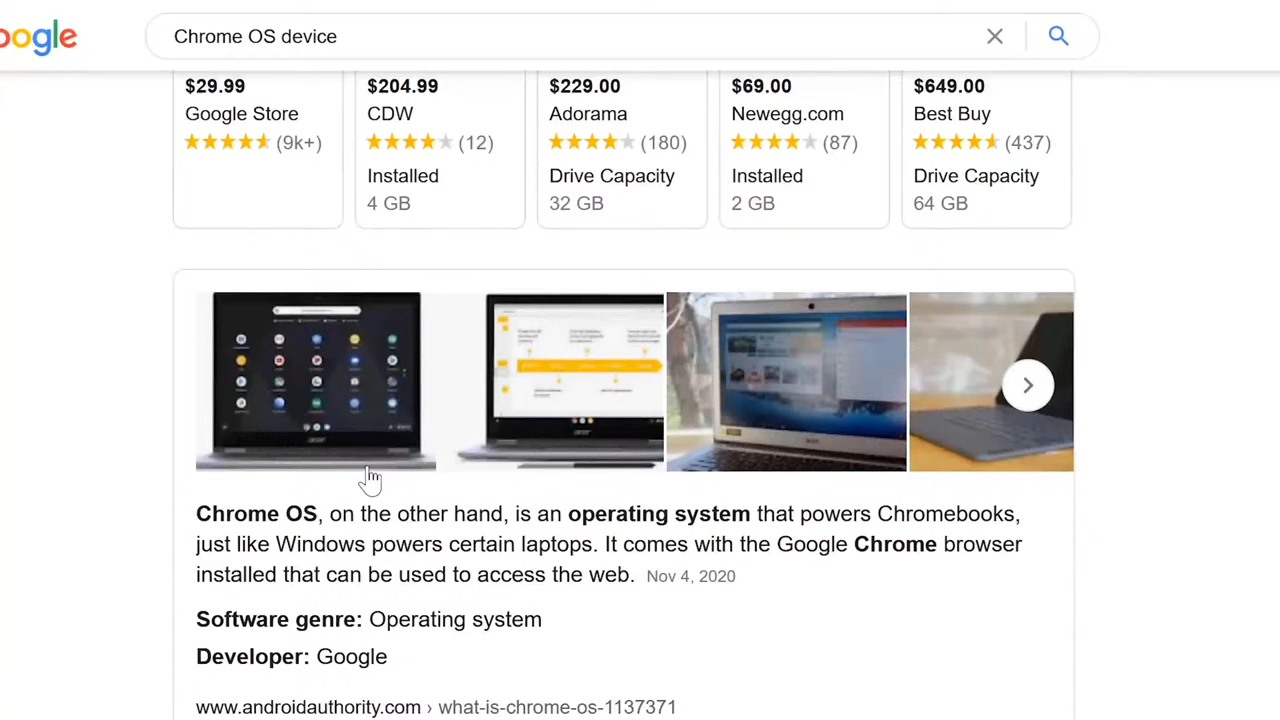 oogle
Chrome OS device
$29.99
Google Store
(9k+)
$204.99
CDW
(12)
Installed
4 GB
$229.00
Adorama
(180)
Drive Capacity
32 GB
$69.00
Newegg.com
(87)
Installed
2 GB
$649.00
Best Buy
(437)
Drive Capacity
64 GB
acer
Chrome OS, on the other hand, is an operating system that powers Chromebooks,
just like Windows powers certain laptops. It comes with the Google Chrome browser
installed that can be used to access the web. Nov 4, 2020
Software genre: Operating system
Developer: Google
www.androidauthority.com › what-is-chrome-os-1137371